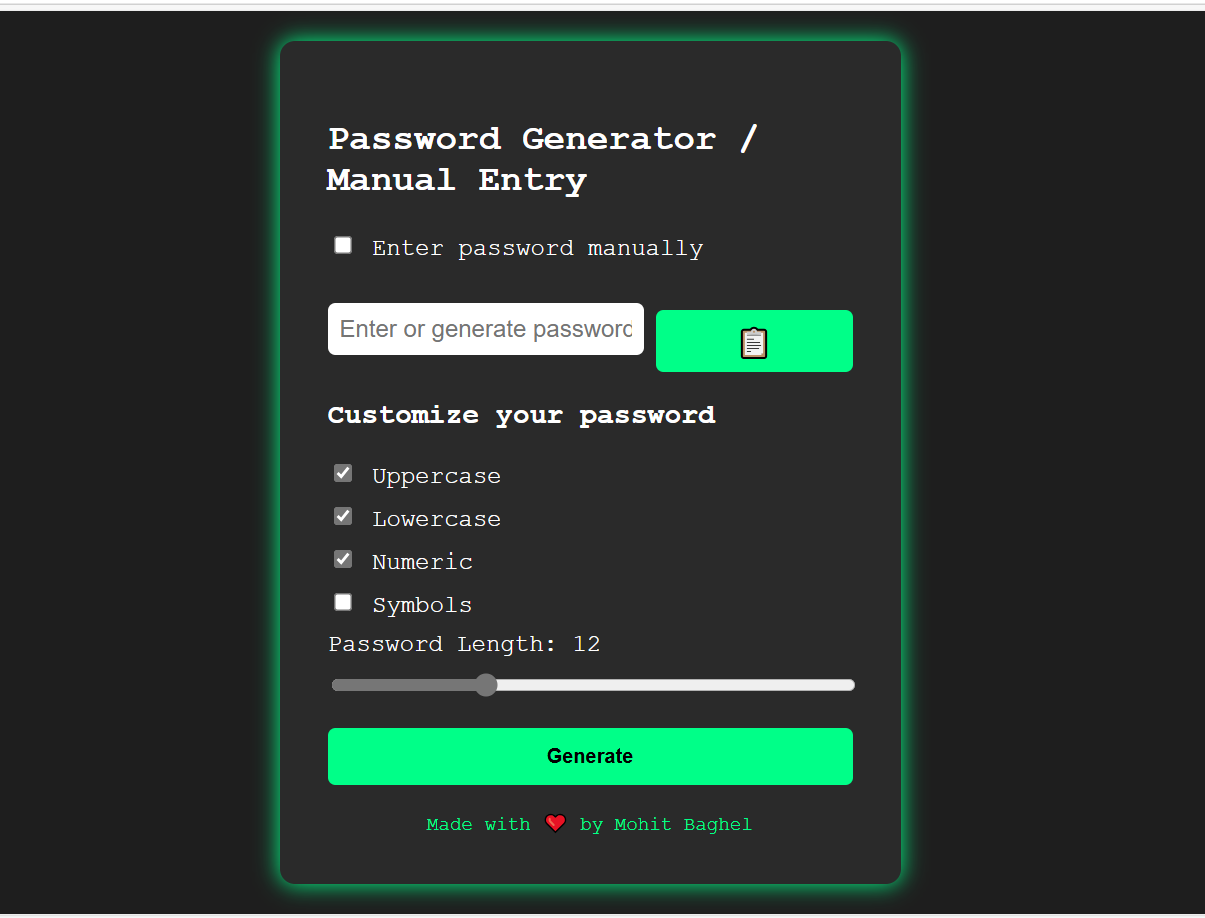 Password Generator /
Manual Entry
Enter password manually
Enter or generate password
Customize your password
Uppercase
Lowercase
Numeric
Symbols
Password Length: 12
Generate
Made with ❤️ by Mohit Baghel